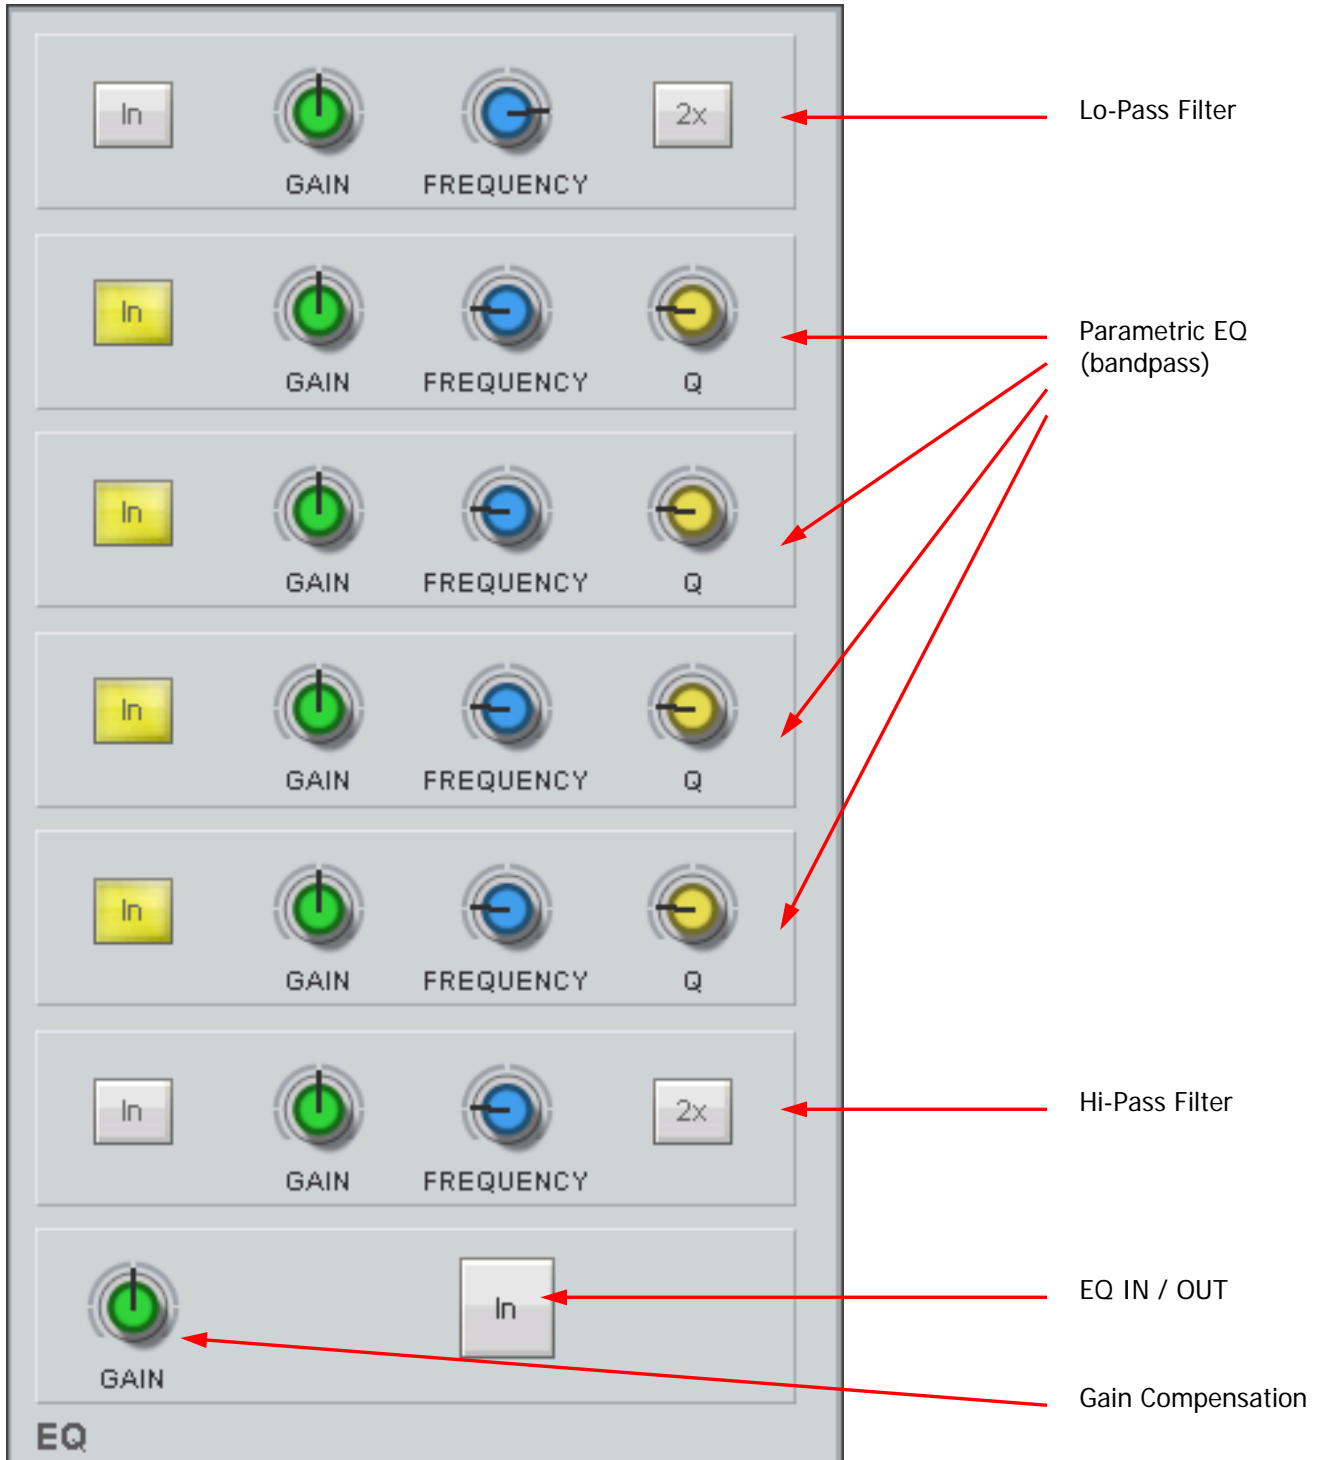 In 2x Lo-Pass Filter
GAIN FREQUENCY
In Parametric EQ
(bandpass)
GAIN FREQUENCY Q
In
GAIN FREQUENCY Q
In
GAIN FREQUENCY Q
In
GAIN FREQUENCY Q
In 2x Hi-Pass Filter
GAIN FREQUENCY
In EQ IN / OUT
GAIN Gain Compensation
EQ